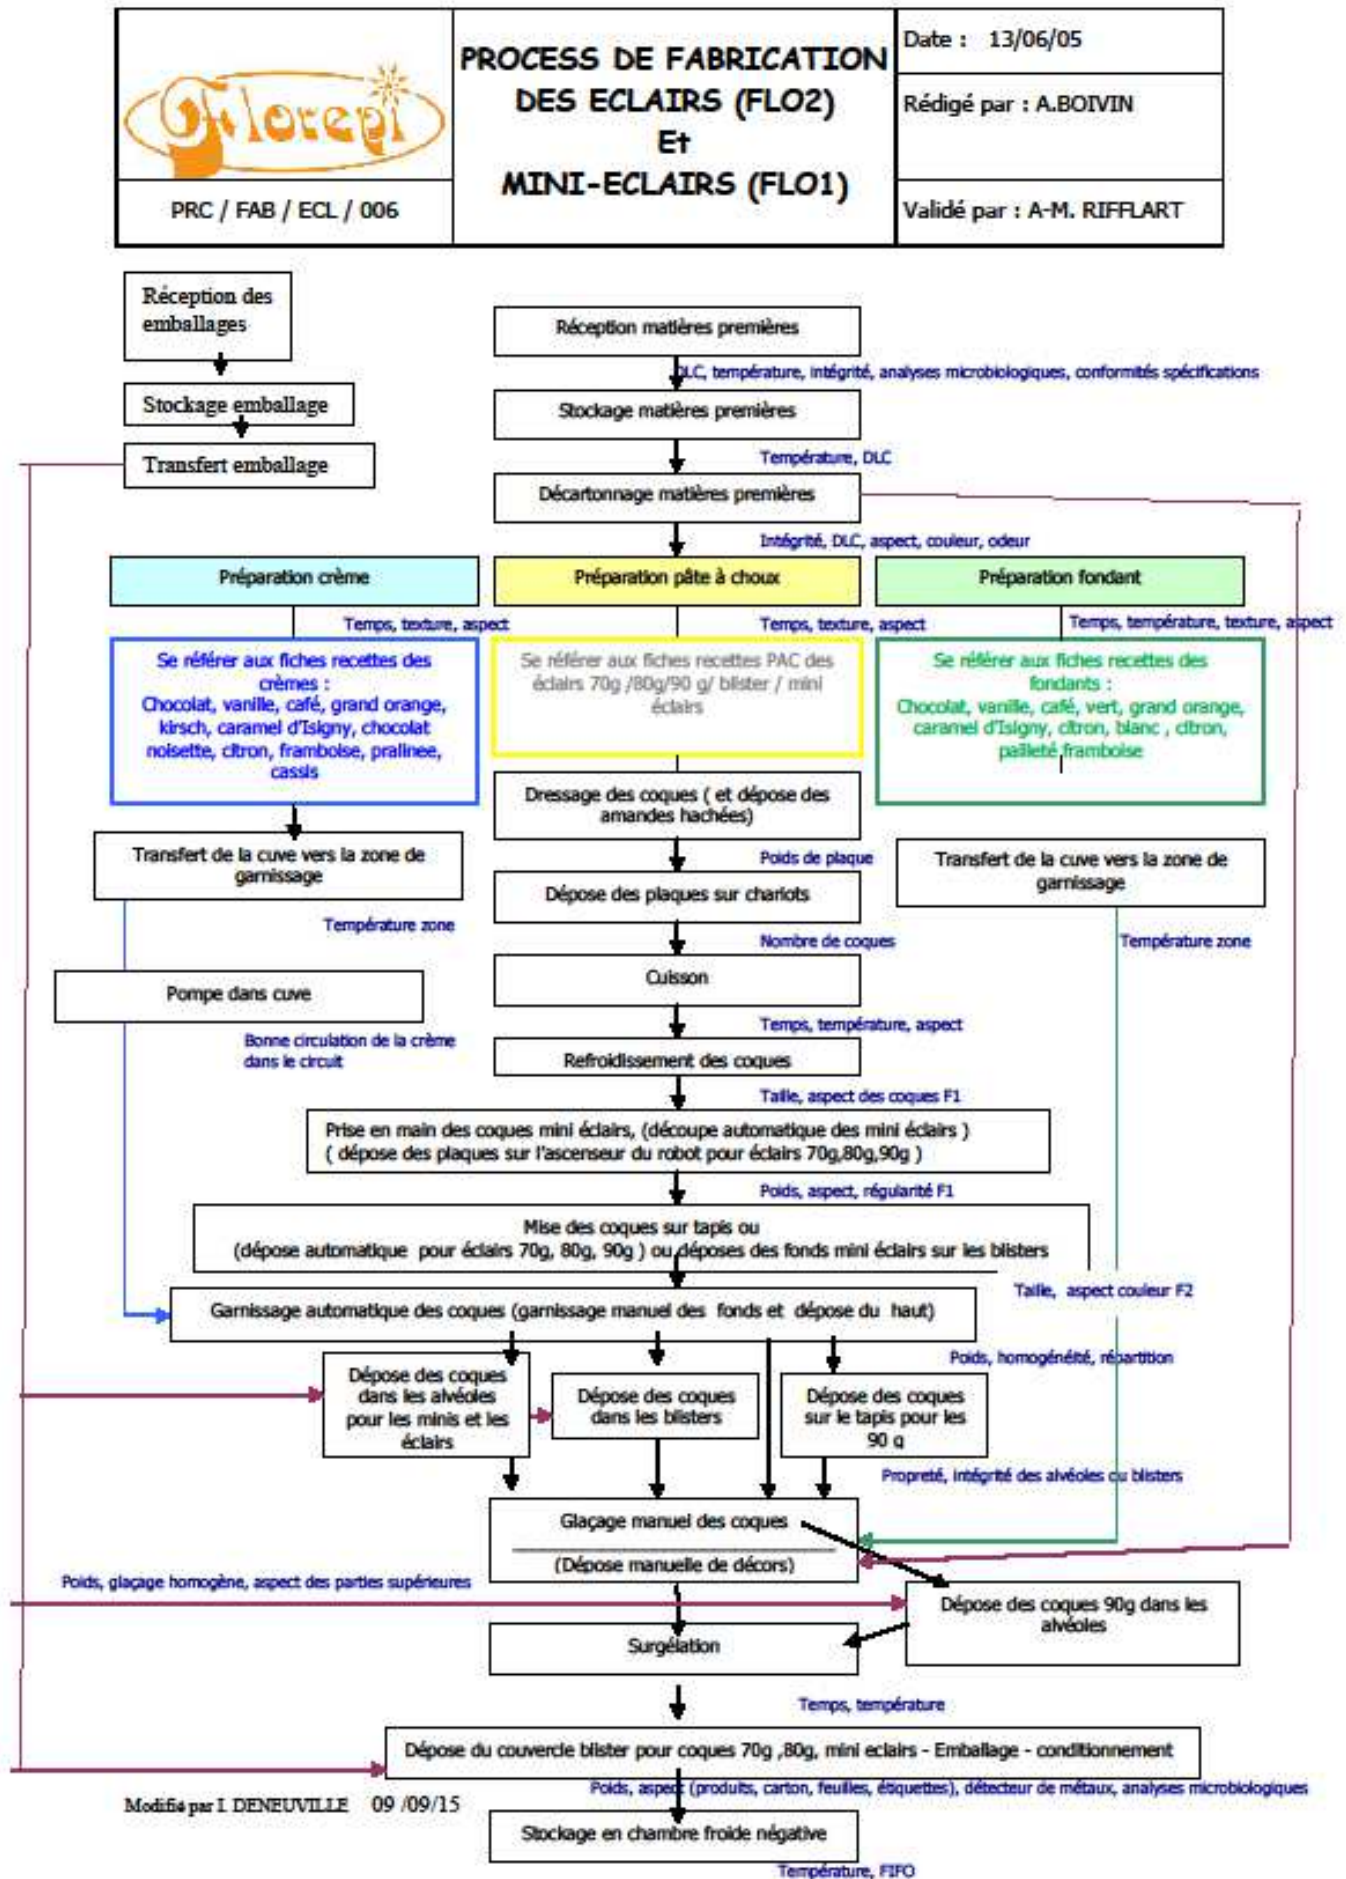 Florepi
PRC / FAB / ECL / 006
PROCESS DE FABRICATION
DES ECLAIRS (FLO2)
Et
MINI-ECLAIRS (FLO1)
Date : 13/06/05
Rédigé par : A.BOIVIN
Validé par : A-M. RIFFLART
Réception des
emballages
Stockage emballage
Transfert emballage
Réception matières premières
DLC, température, intégrité, analyses microbiologiques, conformités spécifications
Stockage matières premières
Température, DLC
Décartonnage matières premières
Intégrité, DLC, aspect, couleur, odeur
Préparation crème
Préparation pâte à choux
Préparation fondant
Temps, texture, aspect
Temps, texture, aspect
Temps, température, texture, aspect
Se référer aux fiches recettes des
crèmes :
Chocolat, vanille, café, grand orange,
kirsch, caramel d'Isigny, chocolat
noisette, citron, framboise, pralinee,
cassis
Se référer aux fiches recettes PAC des
éclairs 70g /80g/90 g/ blister / mini
éclairs
Se référer aux fiches recettes des
fondants :
Chocolat, vanille, café, vert, grand orange,
caramel d'Isigny, citron, blanc , citron,
pailleté framboise
Dressage des coques ( et dépose des
amandes hachées)
Transfert de la cuve vers la zone de
garnissage
Poids de plaque
Transfert de la cuve vers la zone de
garnissage
Dépose des plaques sur chariots
Température zone
Nombre de coques
Température zone
Cuisson
Pompe dans cuve
Temps, température, aspect
Bonne circulation de la crème
dans le circuit
Refroidissement des coques
Taille, aspect des coques F1
Prise en main des coques mini éclairs, (découpe automatique des mini éclairs )
( dépose des plaques sur l'ascenseur du robot pour éclairs 70g,80g,90g )
Poids, aspect, régularité F1
Mise des coques sur tapis ou
(dépose automatique pour éclairs 70g, 80g, 90g ) ou déposes des fonds mini éclairs sur les blisters
Taille, aspect couleur F2
Garnissage automatique des coques (garnissage manuel des fonds et dépose du haut)
Poids, homogénéité, répartition
Dépose des coques
dans les alvéoles
pour les minis et les
éclairs
Dépose des coques
dans les blisters
Dépose des coques
sur le tapis pour les
90 g
Propreté, intégrité des alvéoles ou blisters
Glaçage manuel des coques
(Dépose manuelle de décors)
Poids, glaçage homogène, aspect des parties supérieures
Dépose des coques 90g dans les
alvéoles
Surgélation
Temps, température
Dépose du couvercle blister pour coques 70g ,80g, mini eclairs - Emballage - conditionnement
Poids, aspect (produits, carton, feuilles, étiquettes), détecteur de métaux, analyses microbiologiques
Modifié par I. DENEUVILLE 09 /09/15
Stockage en chambre froide négative
Température, FIFO